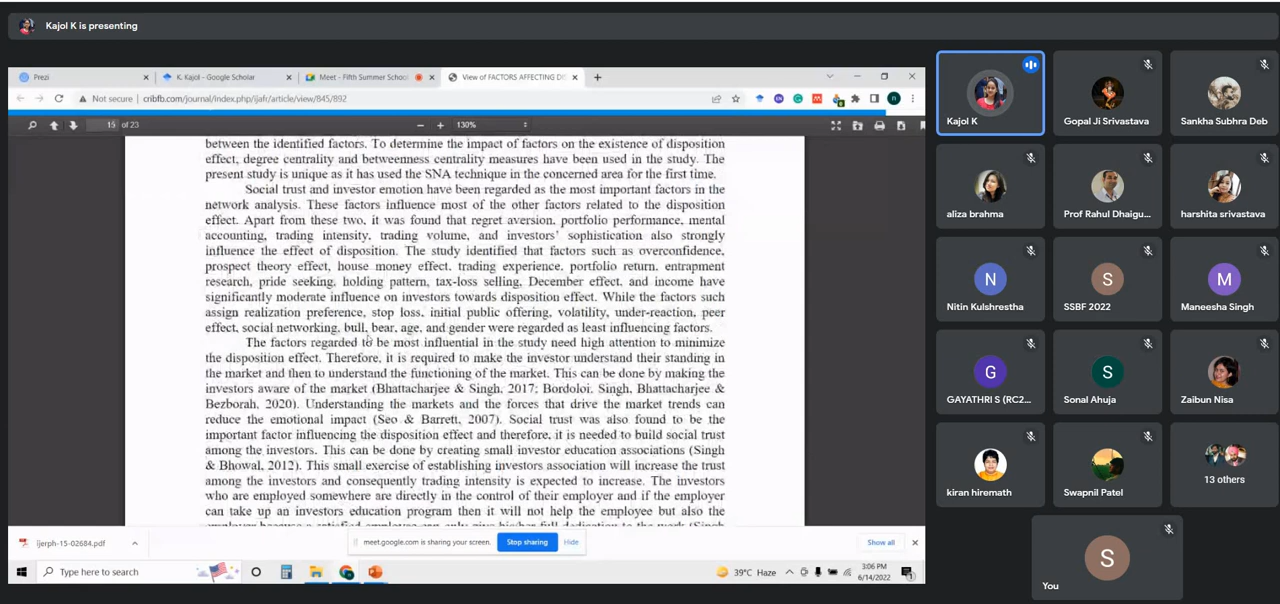 Kajol K is presenting
Prezi
K. Kajol - Google Scholar
Meet - Fifth Summer School
View of FACTORS AFFECTING DI
Not secure | cribfb.com/journal/index.php/ijafr/article/view/845/892
15 of 23
130%
between the identified factors. To determine the impact of factors on the existence of disposition
effect, degree centrality and betweenness centrality measures have been used in the study. The
present study is unique as it has used the SNA technique in the concerned area for the first time.
Social trust and investor emotion have been regarded as the most important factors in the
network analysis. These factors influence most of the other factors related to the disposition
effect. Apart from these two, it was found that regret aversion, portfolio performance, mental
accounting, trading intensity, trading volume, and investors' sophistication also strongly
influence the effect of disposition. The study identified that factors such as overconfidence,
prospect theory effect, house money effect, trading experience, portfolio return, entrapment
research, pride seeking, holding pattern, tax-loss selling, December effect, and income have
significantly moderate influence on investors towards disposition effect. While the factors such
assign realization preference, stop loss, initial public offering, volatility, under-reaction, peer
effect, social networking, bull, bear, age, and gender were regarded as least influencing factors.
The factors regarded to be most influential in the study need high attention to minimize
the disposition effect. Therefore, it is required to make the investor understand their standing in
the market and then to understand the functioning of the market. This can be done by making the
investors aware of the market (Bhattacharjee & Singh, 2017; Bordoloi, Singh, Bhattacharjee &
Bezborah, 2020). Understanding the markets and the forces that drive the market trends can
reduce the emotional impact (Seo & Barrett, 2007). Social trust was also found to be the
important factor influencing the disposition effect and therefore, it is needed to build social trust
among the investors. This can be done by creating small investor education associations (Singh
& Bhowal, 2012). This small exercise of establishing investors association will increase the trust
among the investors and consequently trading intensity is expected to increase. The investors
who are employed somewhere are directly in the control of their employer and if the employer
can take up an investors education program then it will not help the employee but also the
ijerph-15-02684.pdf
meet.google.com is sharing your screen.
Stop sharing
Hide
Show all
Type here to search
39°C Haze
3:06 PM
6/14/2022
Kajol K
Gopal Ji Srivastava
Sankha Subhra Deb
aliza brahma
Prof Rahul Dhaigu...
harshita srivastava
N
Nitin Kulshrestha
S
SSBF 2022
M
Maneesha Singh
G
GAYATHRI S (RC2...
S
Sonal Ahuja
Zaibun Nisa
kiran hiremath
Swapnil Patel
13 others
S
You